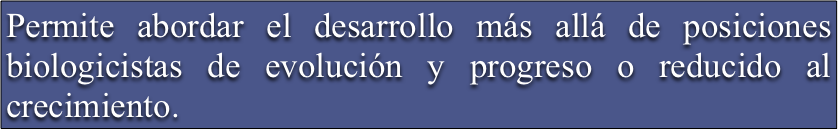 Permite abordar el desarrollo más allá de posiciones
biologicistas de evolución y progreso o reducido al
crecimiento.